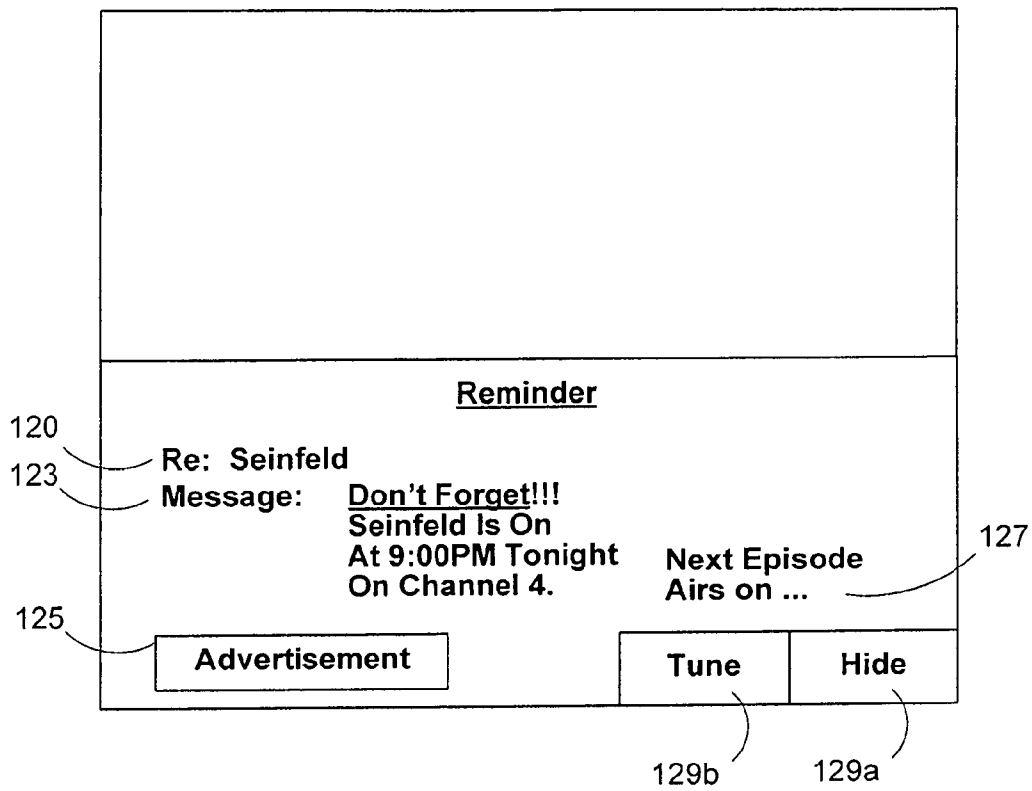 Reminder
120
Re: Seinfeld
123
Message: Don't Forget!!!
Seinfeld Is On
At 9:00PM Tonight
On Channel 4.
Next Episode
Airs on ...
127
125
Advertisement
Tune
Hide
129b
129a